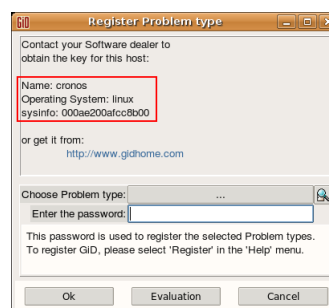 GiD Register Problem type
Contact your Software dealer to
obtain the key for this host:
Name: cronos
Operating System: linux
sysinfo: 000ae200afcc8b00
or get it from:
http://www.gidhome.com
Choose Problem type: ...
Enter the password:
This password is used to register the selected Problem types.
To register GiD, please select 'Register' in the 'Help' menu.
Ok Evaluation Cancel